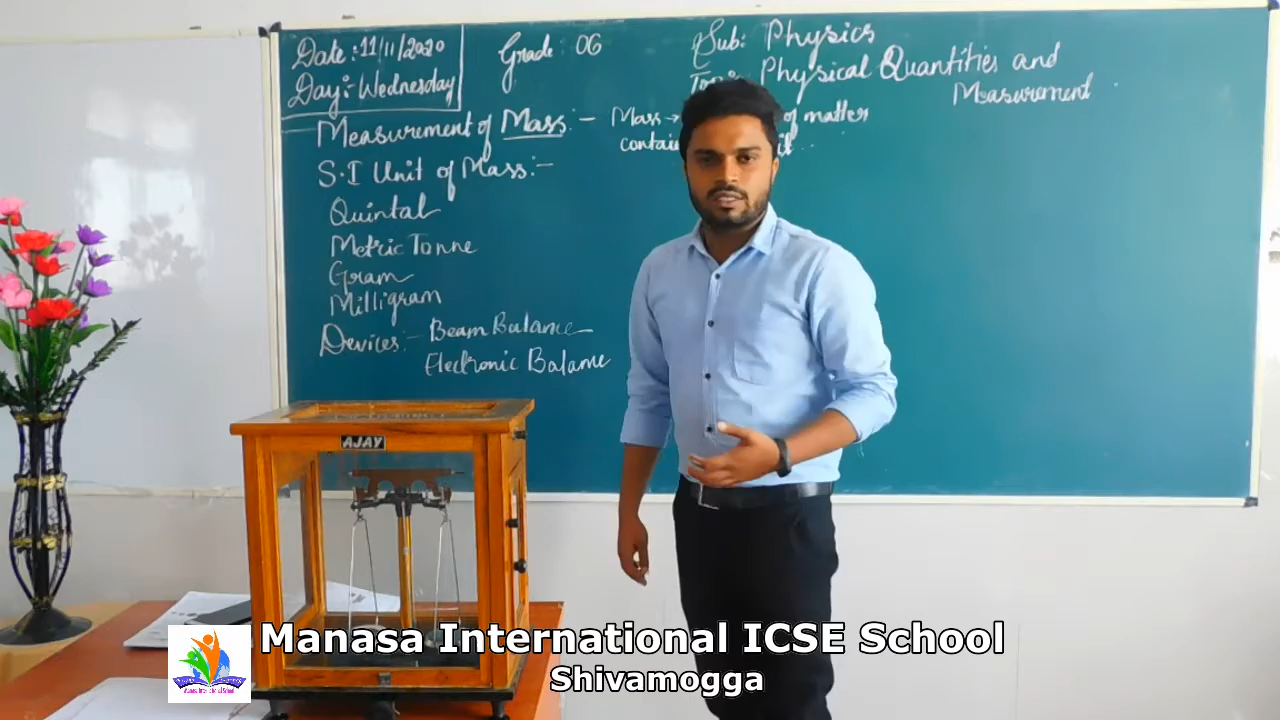 Date: 11/11/2020
Day: Wednesday
Grade: 06
Sub: Physics
Physical Quantities and
Measurement
Measurement of Mass :- Mass → of matter
S.I Unit of Mass :-
Quintal
Metric Tonne
Gram
Milligram
Devices :- Beam Balance
Electronic Balance
AJAY
Manasa International ICSE School
Shivamogga